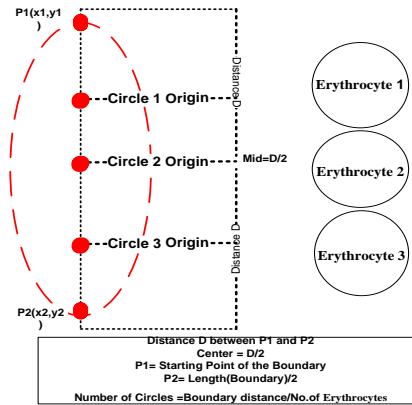 P1(x1,y1
)
Distance D
Circle 1 Origin
Erythrocyte 1
Circle 2 Origin
Mid=D/2
Erythrocyte 2
Circle 3 Origin
Distance D
Erythrocyte 3
P2(x2,y2
)
Distance D between P1 and P2
Center = D/2
P1= Starting Point of the Boundary
P2= Length(Boundary)/2
Number of Circles =Boundary distance/No.of Erythrocytes